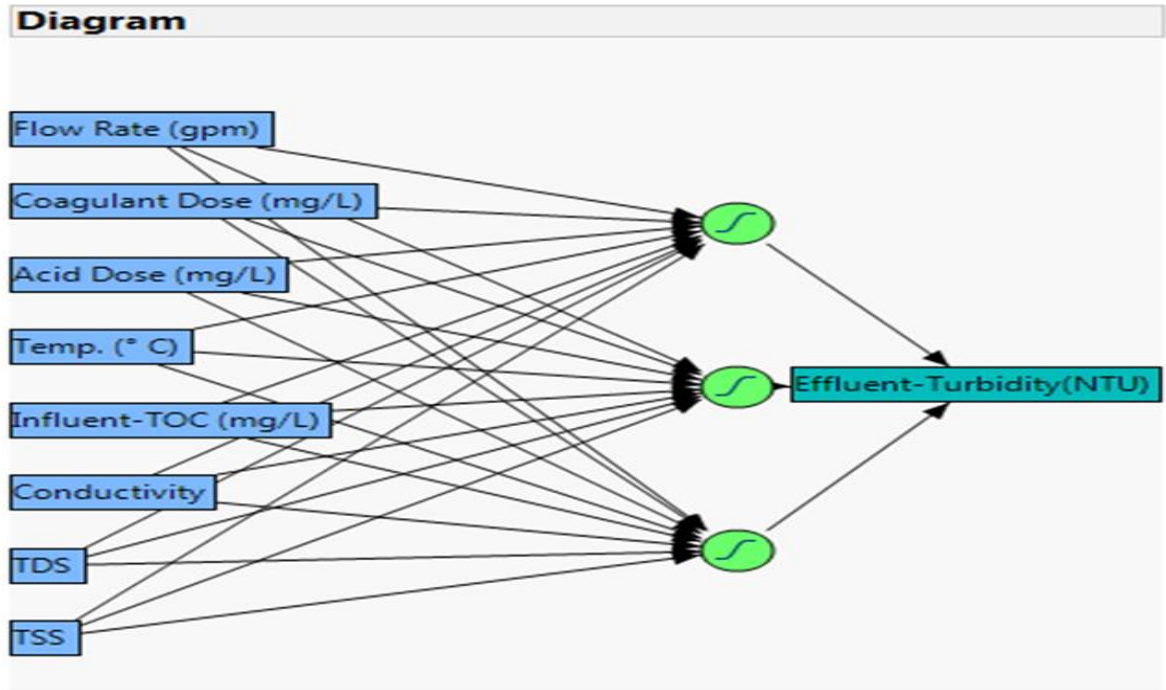 Diagram
Flow Rate (gpm)
Coagulant Dose (mg/L)
Acid Dose (mg/L)
Temp. (° C)
Influent-TOC (mg/L)
Conductivity
TDS
TSS
Effluent-Turbidity(NTU)